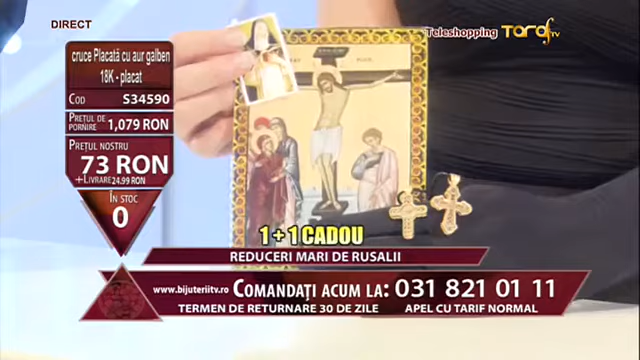 DIRECT
Teleshopping Taraf TV
cruce Placată cu aur galben
18K - placat
COD S34590
PREȚUL DE
PORNIRE 1,079 RON
PREȚUL NOSTRU
73 RON
+LIVRARE 24.99 RON
ÎN STOC
0
1 + 1 CADOU
REDUCERI MARI DE RUSALII
www.bijuteriitv.ro COMANDAȚI ACUM LA: 031 821 01 11
TERMEN DE RETURNARE 30 DE ZILE APEL CU TARIF NORMAL